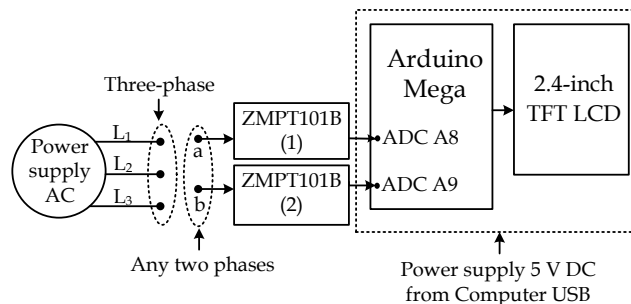 Three-phase
Power
supply
AC
L1
L2
L3
a
b
Any two phases
ZMPT101B
(1)
ZMPT101B
(2)
Arduino
Mega
ADC A8
ADC A9
2.4-inch
TFT LCD
Power supply 5 V DC
from Computer USB